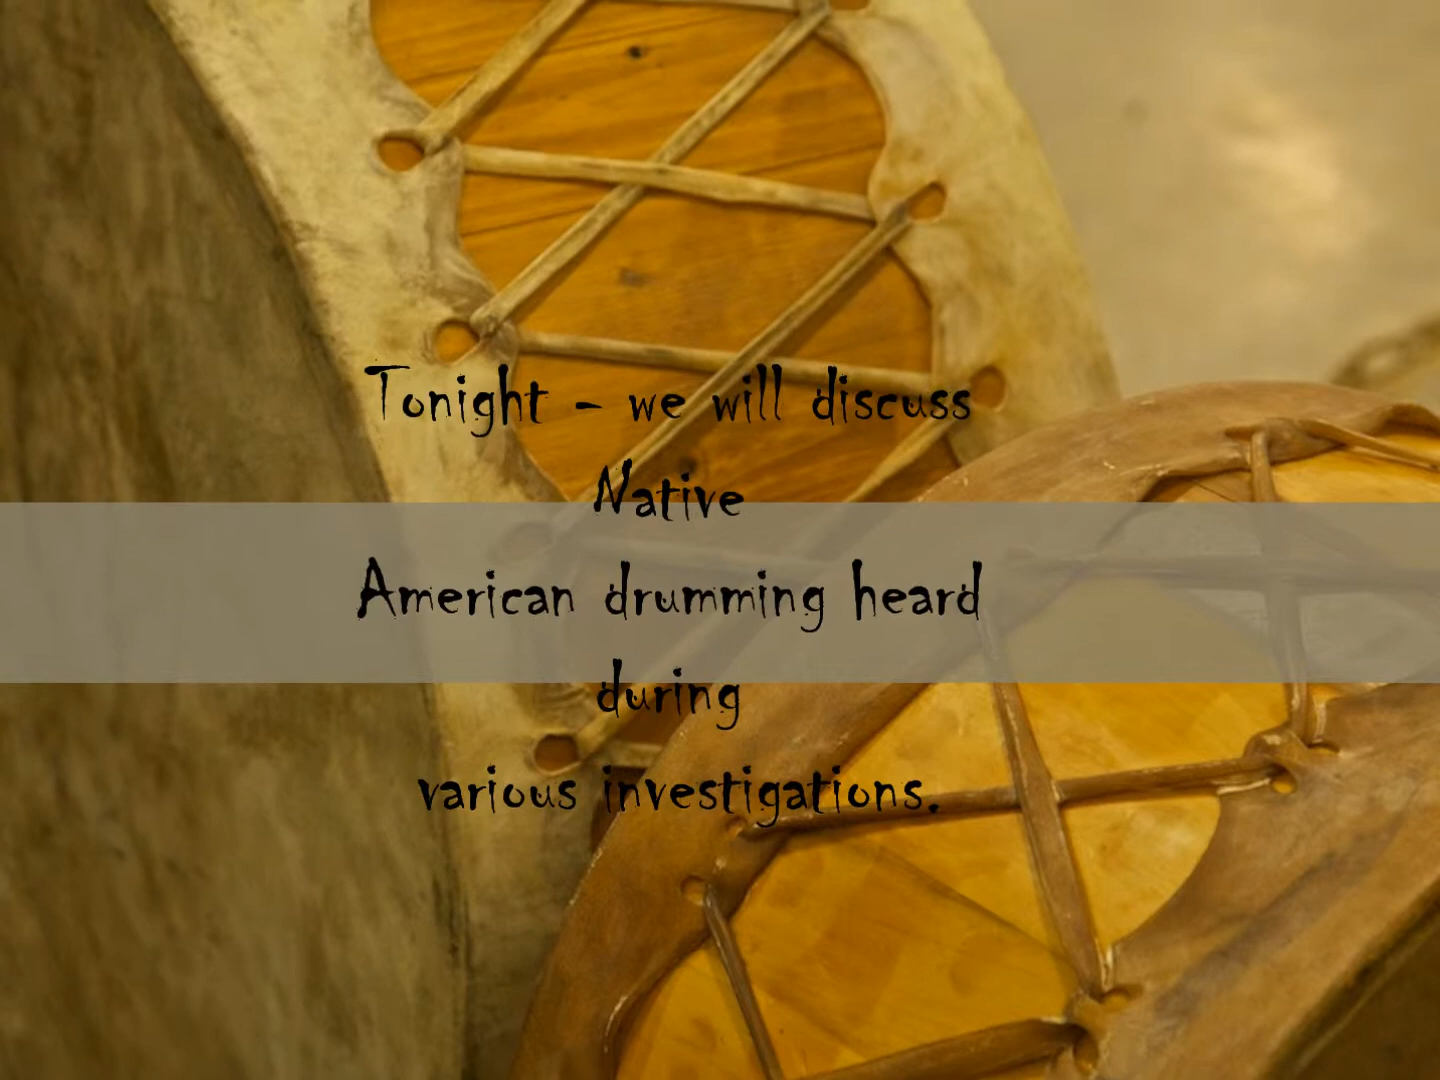 Tonight - we will discuss
Native
American drumming heard
during
various investigations.